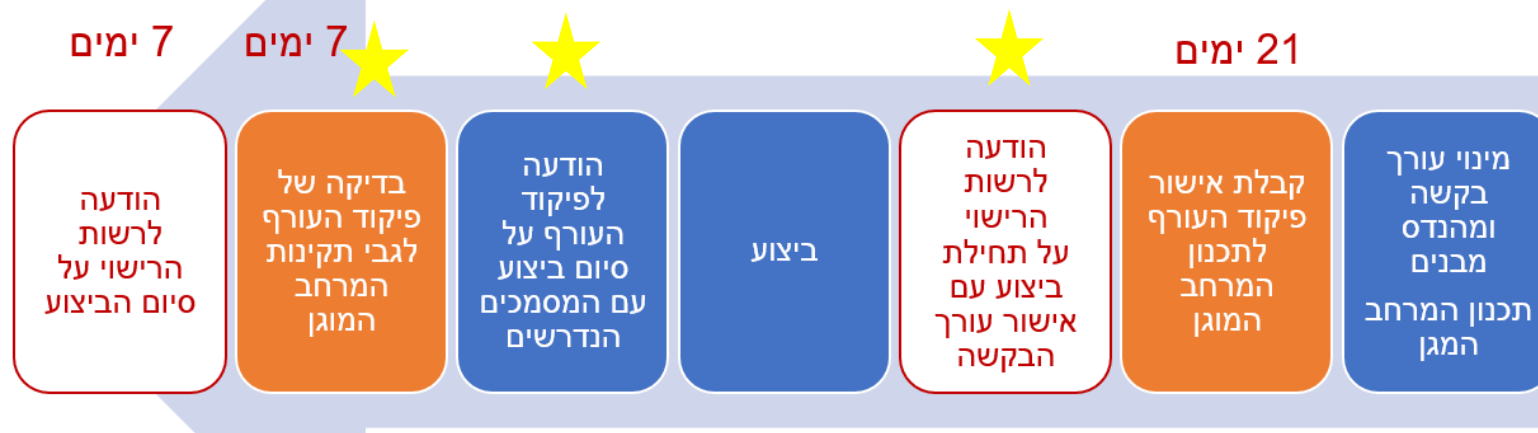 21 ימים
7 ימים
7 ימים
מינוי עורך
בקשה
ומהנדס
מבנים
תכנון המרחב
המגן
קבלת אישור
פיקוד העורף
לתכנון
המרחב
המוגן
הודעה
לרשות
הרישוי
על תחילת
ביצוע עם
אישור עורך
הבקשה
ביצוע
הודעה
לפיקוד
העורף על
סיום ביצוע
עם המסמכים
הנדרשים
בדיקה של
פיקוד העורף
לגבי תקינות
המרחב
המוגן
הודעה
לרשות
הרישוי על
סיום הביצוע